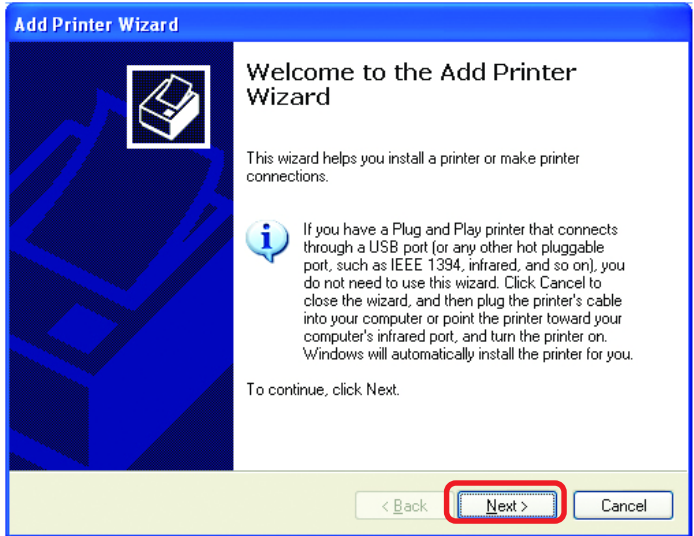 Add Printer Wizard
Welcome to the Add Printer
Wizard
This wizard helps you install a printer or make printer
connections.
If you have a Plug and Play printer that connects
through a USB port (or any other hot pluggable
port, such as IEEE 1394, infrared, and so on), you
do not need to use this wizard. Click Cancel to
close the wizard, and then plug the printer's cable
into your computer or point the printer toward your
computer's infrared port, and turn the printer on.
Windows will automatically install the printer for you.
To continue, click Next.
< Back Next > Cancel